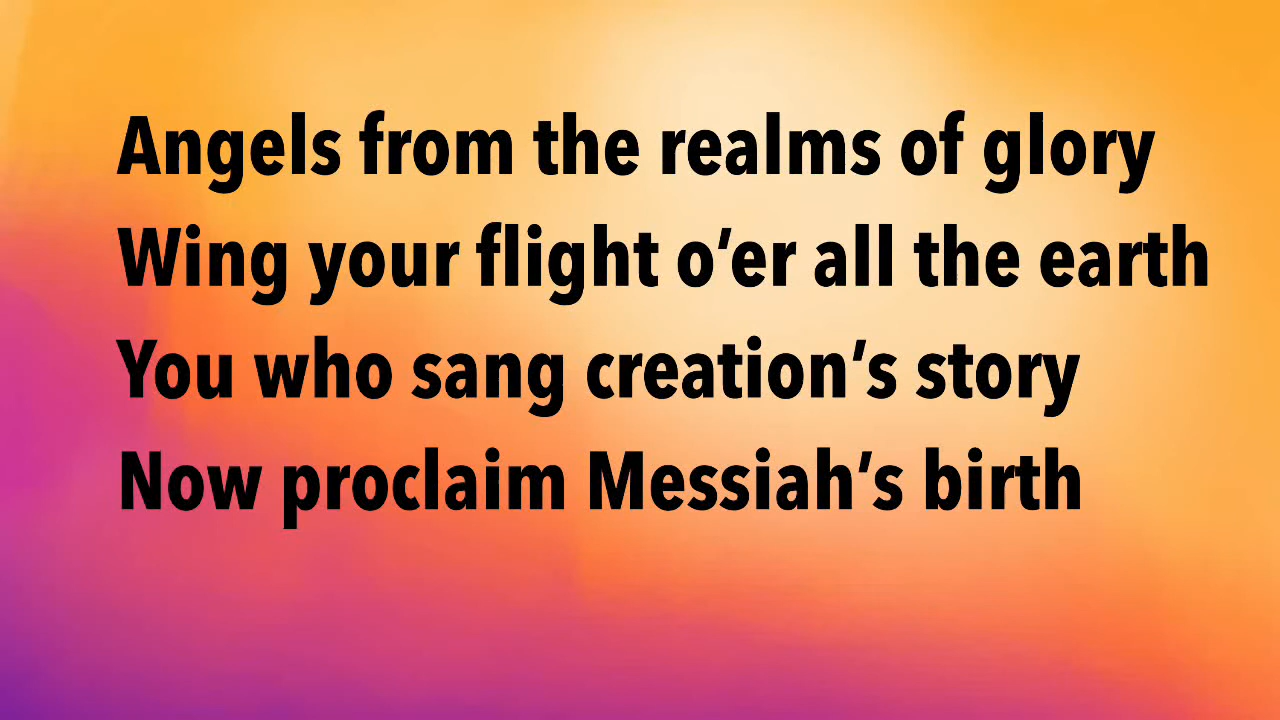 Angels from the realms of glory
Wing your flight o’er all the earth
You who sang creation’s story
Now proclaim Messiah’s birth